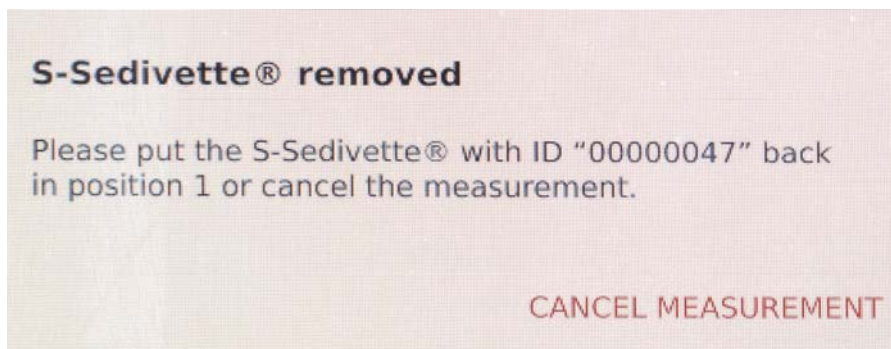 S-Sedivette® removed
Please put the S-Sedivette® with ID “00000047” back
in position 1 or cancel the measurement.
CANCEL MEASUREMENT